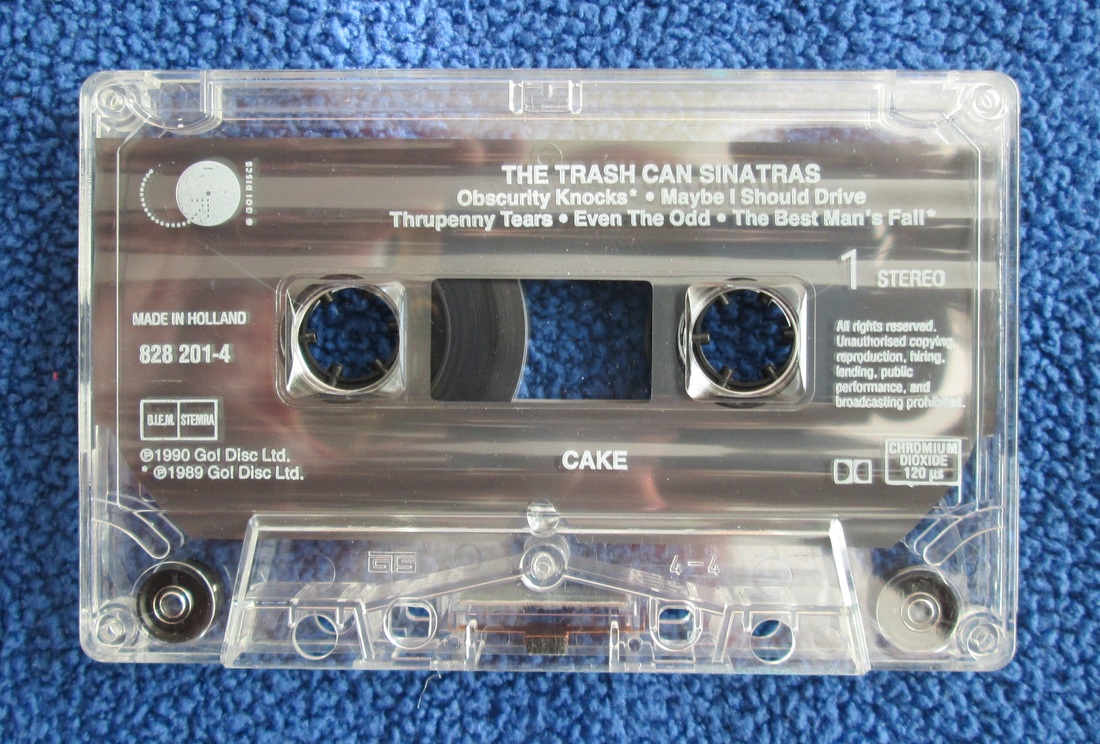 THE TRASH CAN SINATRAS
Obscurity Knocks* • Maybe I Should Drive
Thrupenny Tears • Even The Odd • The Best Man's Fall*
GO! DISCS
1 STEREO
MADE IN HOLLAND
828 201-4
All rights reserved.
Unauthorised copying,
reproduction, hiring,
lending, public
performance, and
broadcasting prohibited.
B.I.E.M. STEMRA
℗1990 Go! Disc Ltd.
* ℗1989 Go! Disc Ltd.
CAKE
CHROMIUM
DIOXIDE
120 µs
4-4